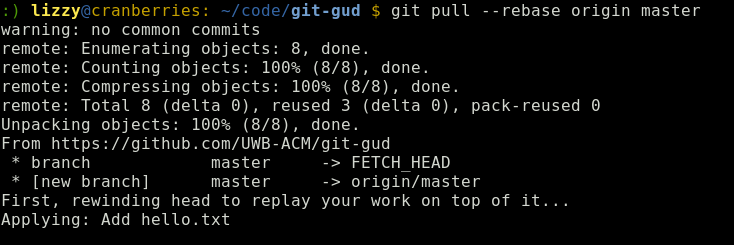 :) lizzy@cranberries: ~/code/git-gud $ git pull --rebase origin master
warning: no common commits
remote: Enumerating objects: 8, done.
remote: Counting objects: 100% (8/8), done.
remote: Compressing objects: 100% (8/8), done.
remote: Total 8 (delta 0), reused 3 (delta 0), pack-reused 0
Unpacking objects: 100% (8/8), done.
From https://github.com/UWB-ACM/git-gud
 * branch            master     -> FETCH_HEAD
 * [new branch]      master     -> origin/master
First, rewinding head to replay your work on top of it...
Applying: Add hello.txt